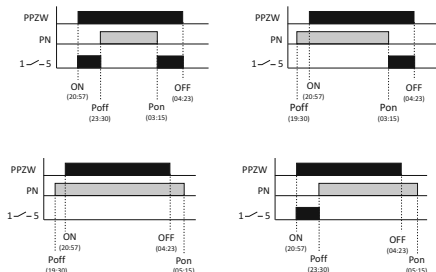 PPZW
PN
1 5
ON
(20:57)
OFF
(04:23)
Poff
(23:30)
Pon
(03:15)
PPZW
PN
1 5
ON
(20:57)
OFF
(04:23)
Poff
(19:30)
Pon
(03:15)
PPZW
PN
1 5
ON
(20:57)
OFF
(04:23)
Poff
(19:30)
Pon
(05:15)
PPZW
PN
1 5
ON
(20:57)
OFF
(04:23)
Poff
(23:30)
Pon
(05:15)